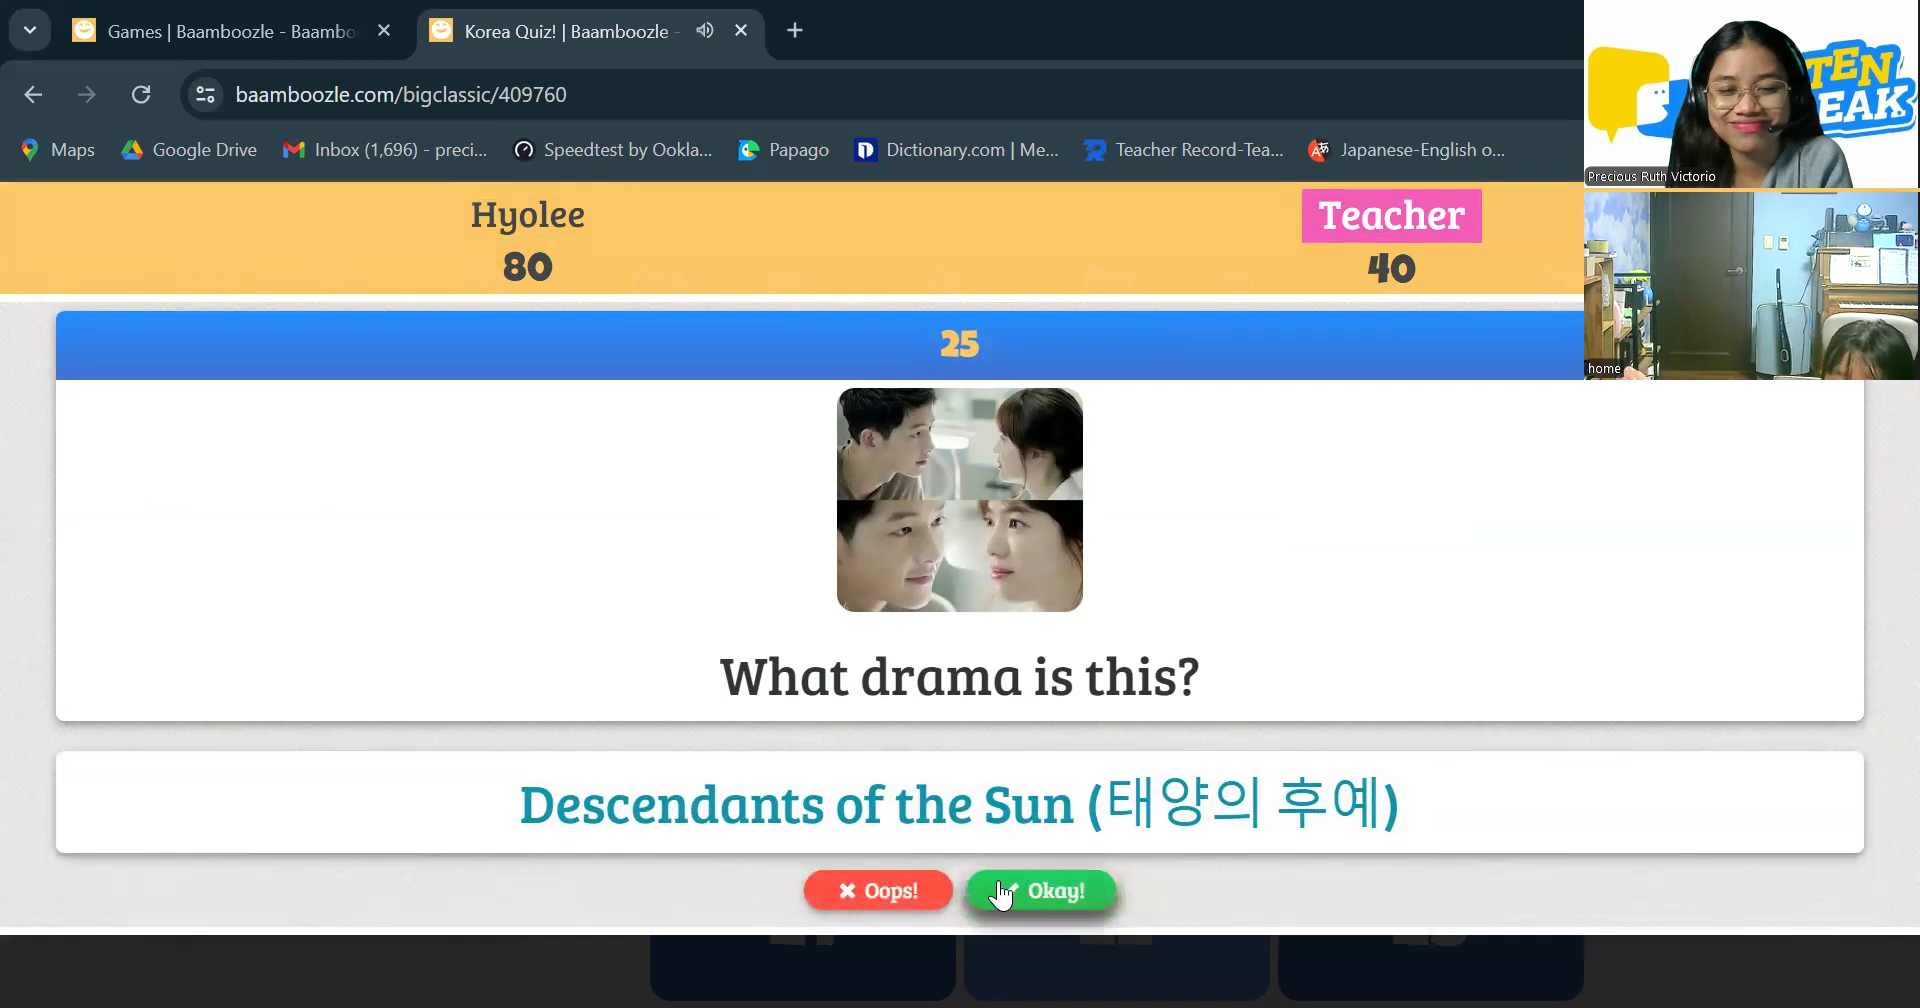 Games | Baamboozle - Baambo
Korea Quiz! | Baamboozle -
baamboozle.com/bigclassic/409760
Maps
Google Drive
Inbox (1,696) - preci...
Speedtest by Ookla...
Papago
Dictionary.com | Me...
Teacher Record-Tea...
Japanese-English o...
TEN
EAK
Precious Ruth Victorio
Hyolee
80
Teacher
40
home
25
What drama is this?
Descendants of the Sun (태양의 후예)
Oops!
Okay!